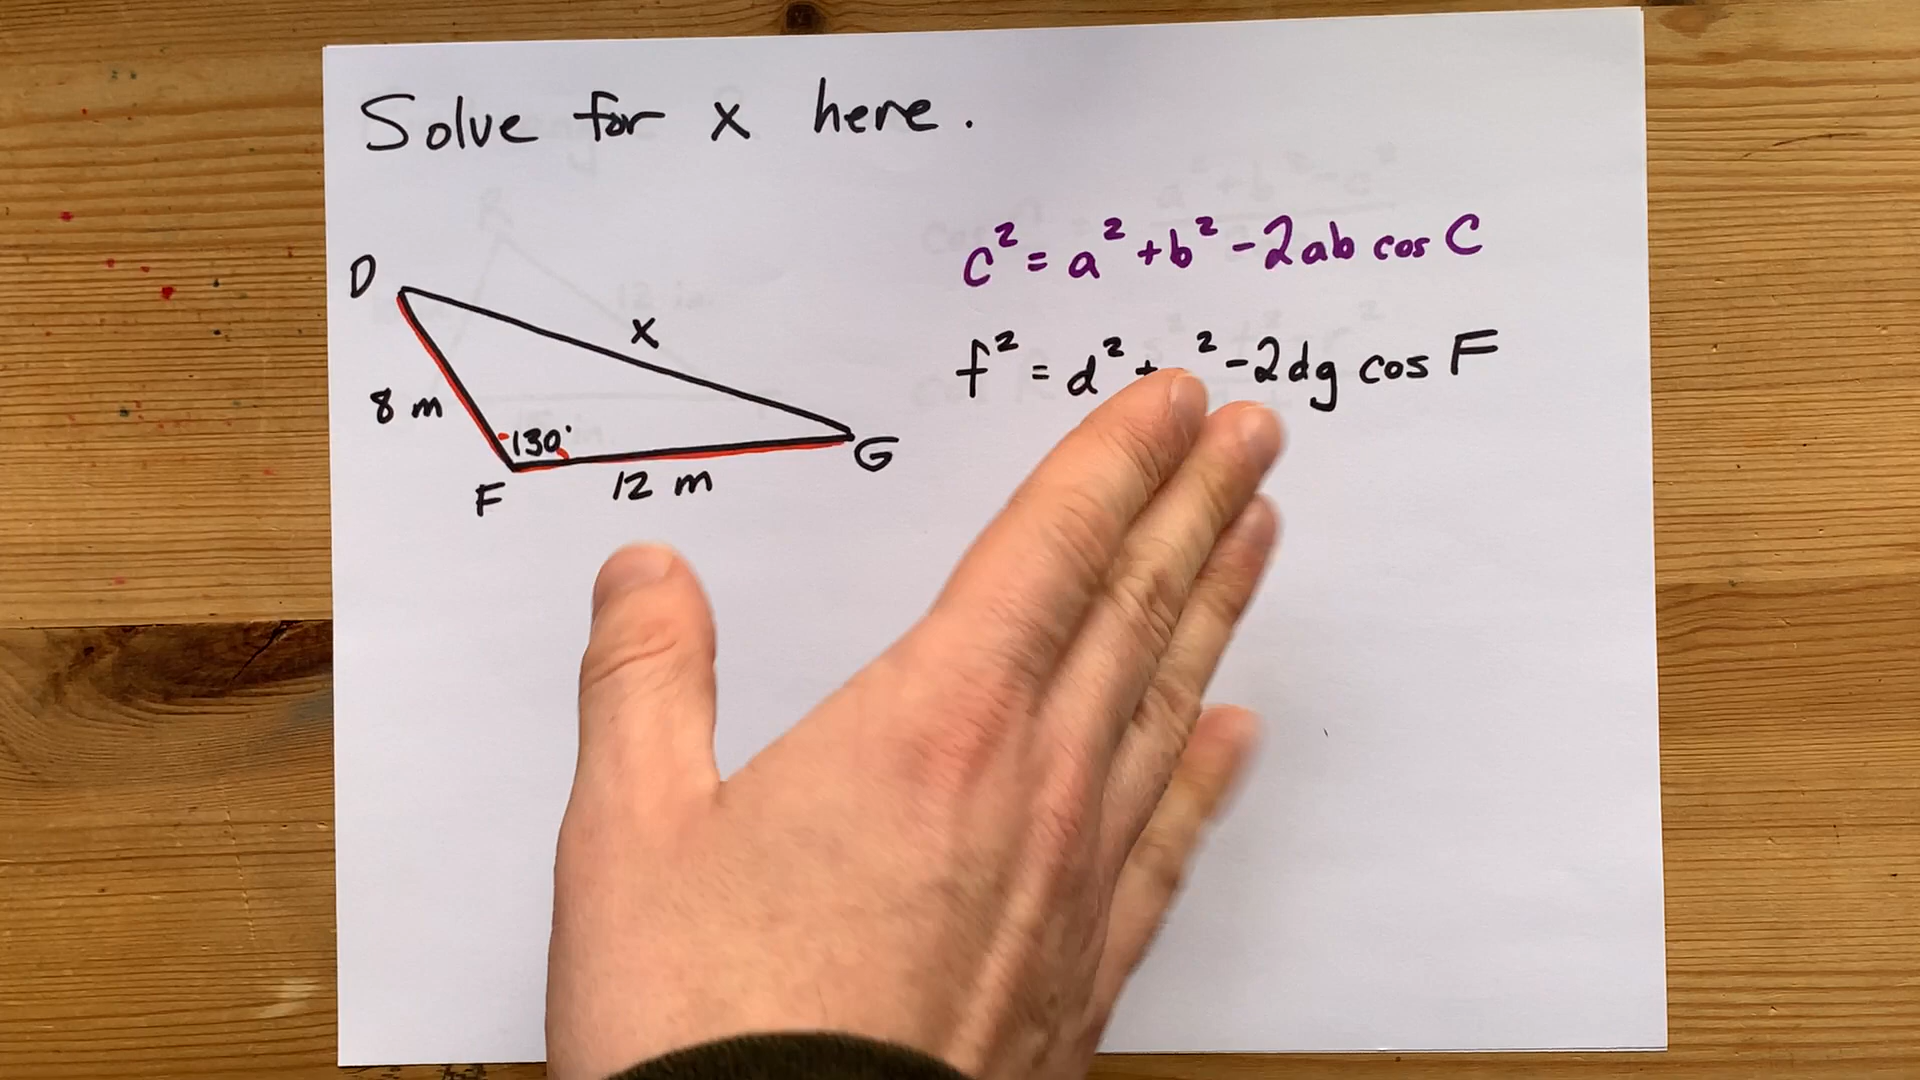 Solve for x here.
c² = a² + b² - 2ab cos C
f² = d² + ² - 2dg cos F
D
x
8 m
130°
F
12 m
G